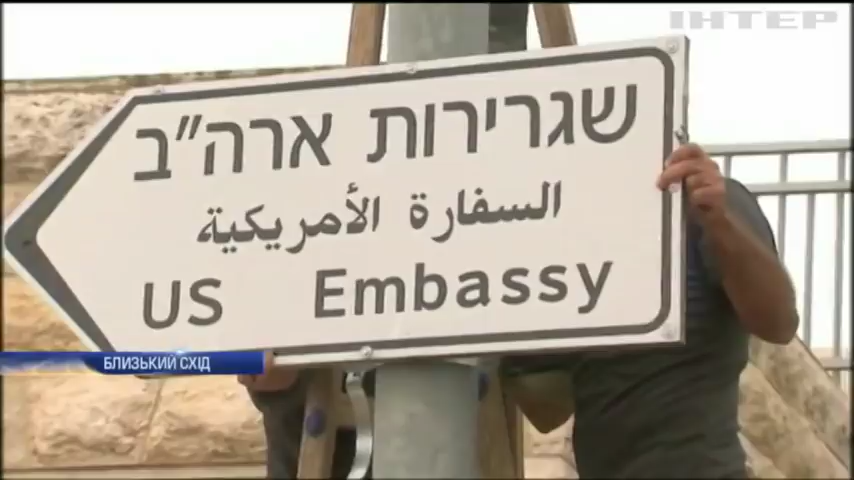 ІНТЕР
שגרירות ארה"ב
السفارة الأمريكية
US Embassy
БЛИЗЬКИЙ СХІД